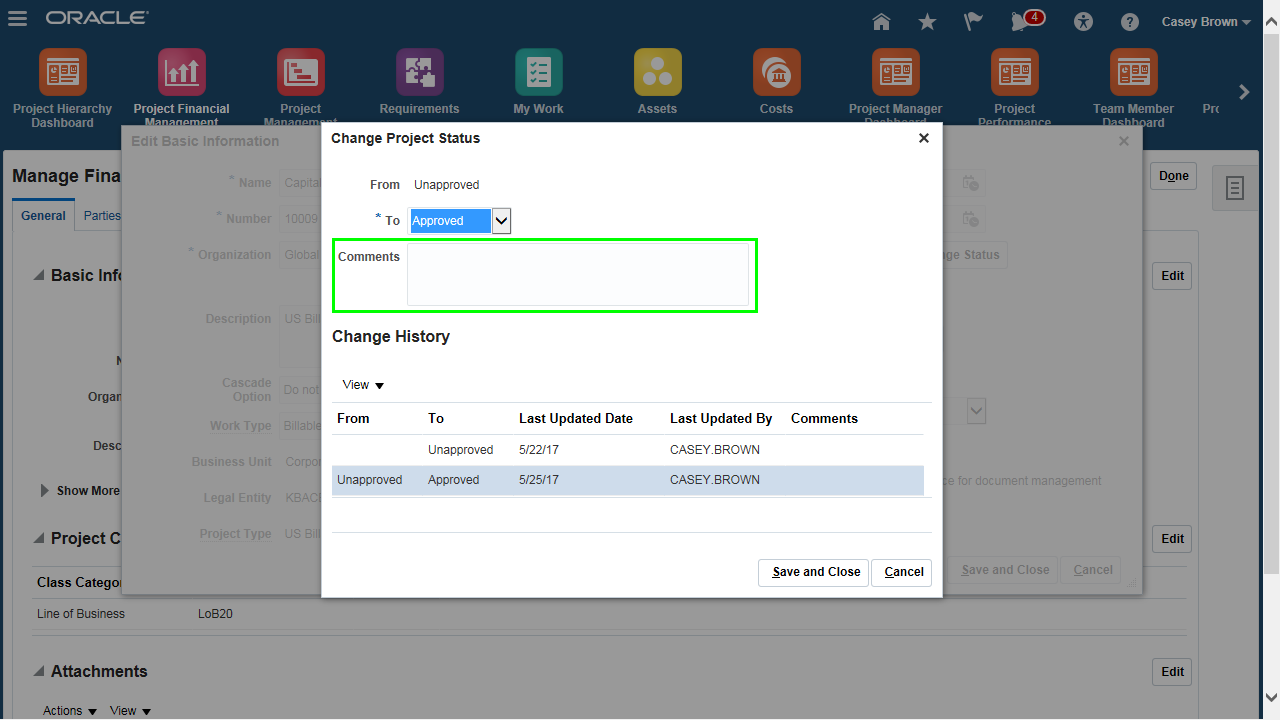 ORACLE
4
Casey Brown
Project Hierarchy
Dashboard
Project Financial
Management
Project
Management
Requirements
My Work
Assets
Costs
Project Manager
Dashboard
Project
Performance
Team Member
Dashboard
Manage Fina
Done
General
Parties
Edit Basic Information
* Name
Capital
* Number
10009
* Organization
Global
ge Status
Description
US Bill
Cascade
Option
Do not
Work Type
Billable
Business Unit
Corpor
Legal Entity
KBACE
ce for document management
Project Type
US Bill
Save and Close
Cancel
Basic Info
Edit
Organ
Desc
Show More
Project C
Edit
Class Catego
Line of Business
LoB20
Attachments
Edit
Actions
View
Change Project Status
From
Unapproved
* To
Approved
Comments
Change History
View
From To Last Updated Date Last Updated By Comments
Unapproved 5/22/17 CASEY.BROWN
Unapproved Approved 5/25/17 CASEY.BROWN
Save and Close
Cancel